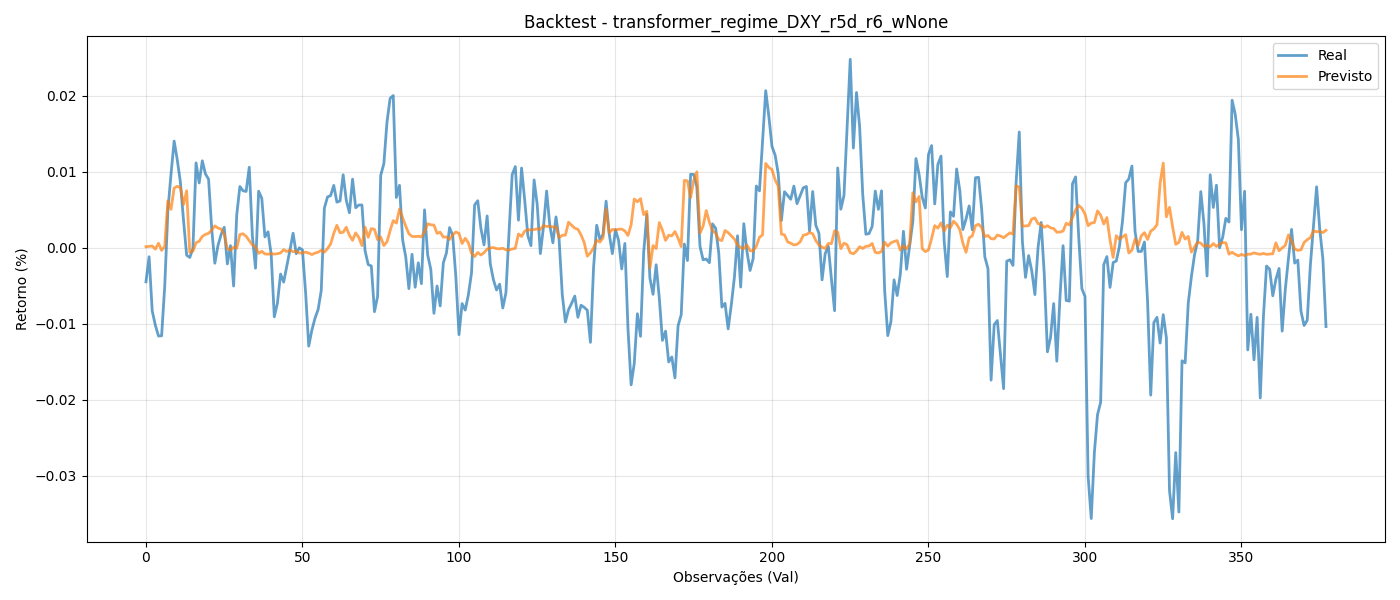 Backtest - transformer_regime_DXY_r5d_r6_wNone
Real
Previsto
Retorno (%)
0.02
0.01
0.00
−0.01
−0.02
−0.03
0
50
100
150
200
250
300
350
Observações (Val)